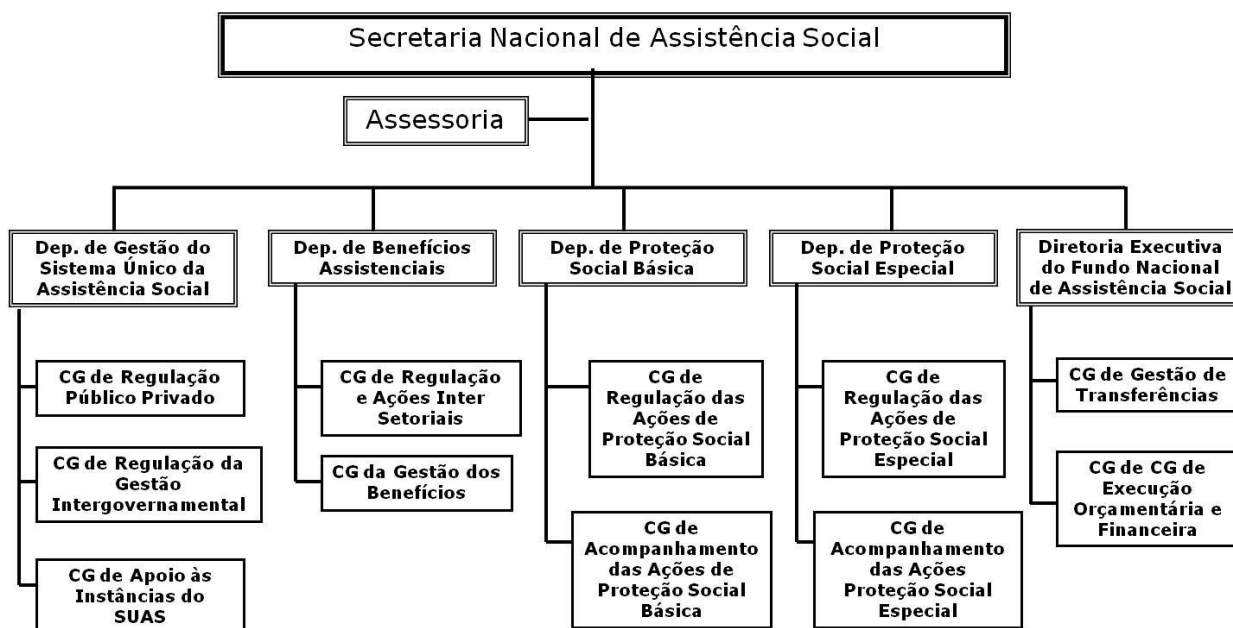 Secretaria Nacional de Assistência Social
Assessoria
Dep. de Gestão do
Sistema Único da
Assistência Social
Dep. de Benefícios
Assistenciais
Dep. de Proteção
Social Básica
Dep. de Proteção
Social Especial
Diretoria Executiva
do Fundo Nacional
de Assistência Social
CG de Regulação
Público Privado
CG de Regulação da
Gestão
Intergovernamental
CG de Apoio às
Instâncias do
SUAS
CG de Regulação
e Ações Inter
Setoriais
CG da Gestão dos
Benefícios
CG de
Regulação das
Ações de
Proteção Social
Básica
CG de
Acompanhamento
das Ações de
Proteção Social
Básica
CG de
Regulação das
Ações de
Proteção Social
Especial
CG de
Acompanhamento
das Ações
Proteção Social
Especial
CG de Gestão de
Transferências
CG de CG de
Execução
Orçamentária e
Financeira